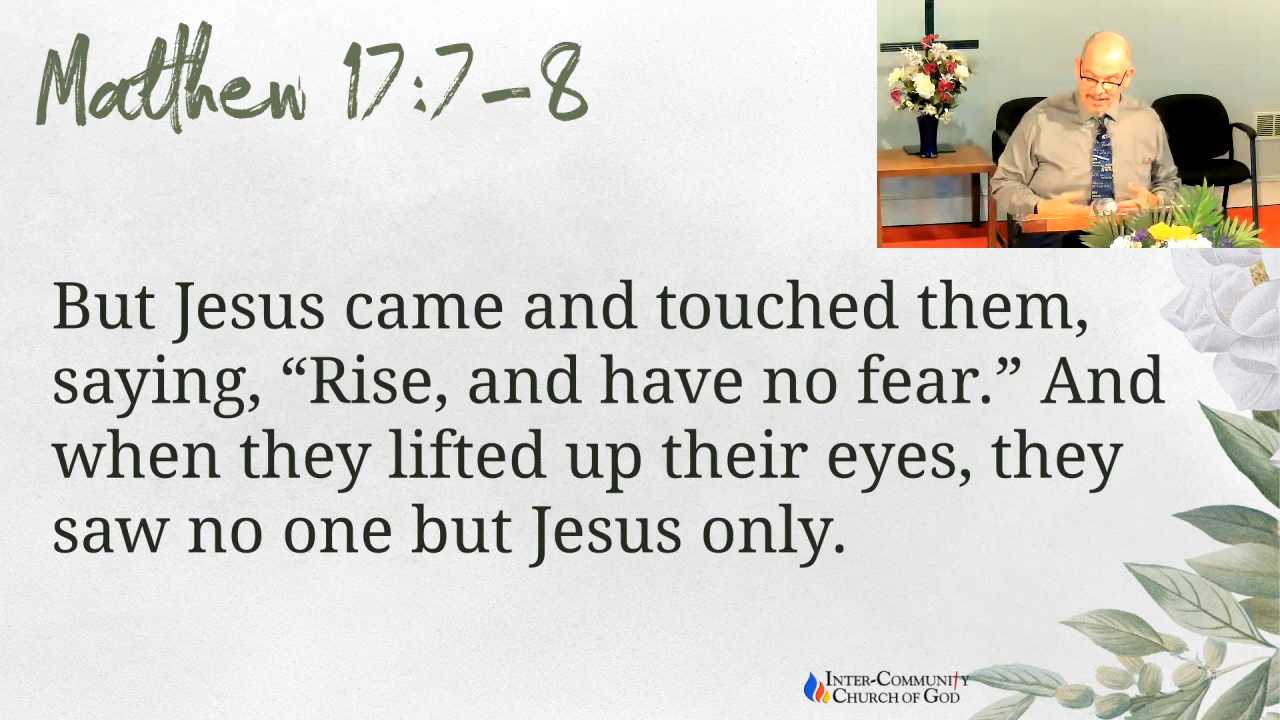 Matthew 17:7-8
But Jesus came and touched them,
saying, “Rise, and have no fear.” And
when they lifted up their eyes, they
saw no one but Jesus only.
INTER-COMMUNITY
CHURCH OF GOD